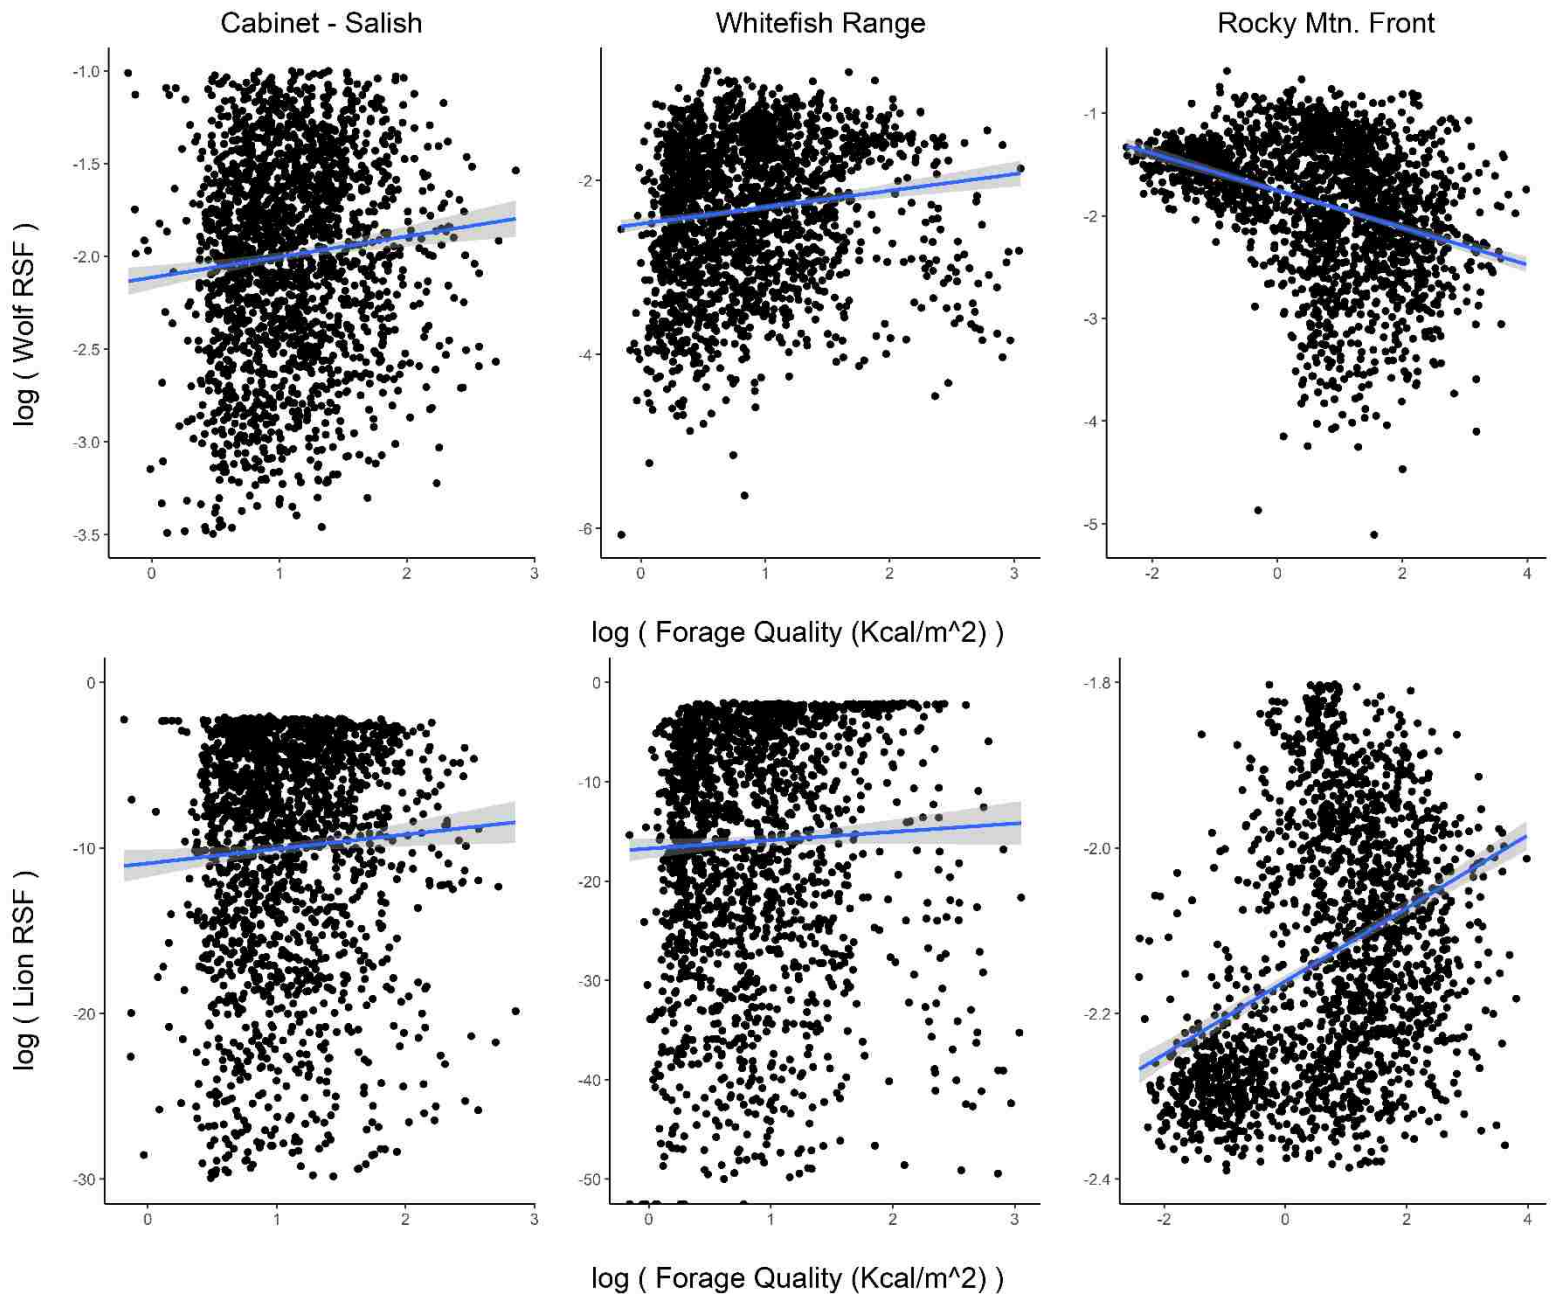 Cabinet - Salish
Whitefish Range
Rocky Mtn. Front
log ( Wolf RSF )
-1.0
-1.5
-2.0
-2.5
-3.0
-3.5
0 1 2 3
-2
-4
-6
0 1 2 3
-1
-2
-3
-4
-5
-2 0 2 4
log ( Forage Quality (Kcal/m^2) )
log ( Lion RSF )
0
-10
-20
-30
0 1 2 3
0
-10
-20
-30
-40
-50
0 1 2 3
-1.8
-2.0
-2.2
-2.4
-2 0 2 4
log ( Forage Quality (Kcal/m^2) )